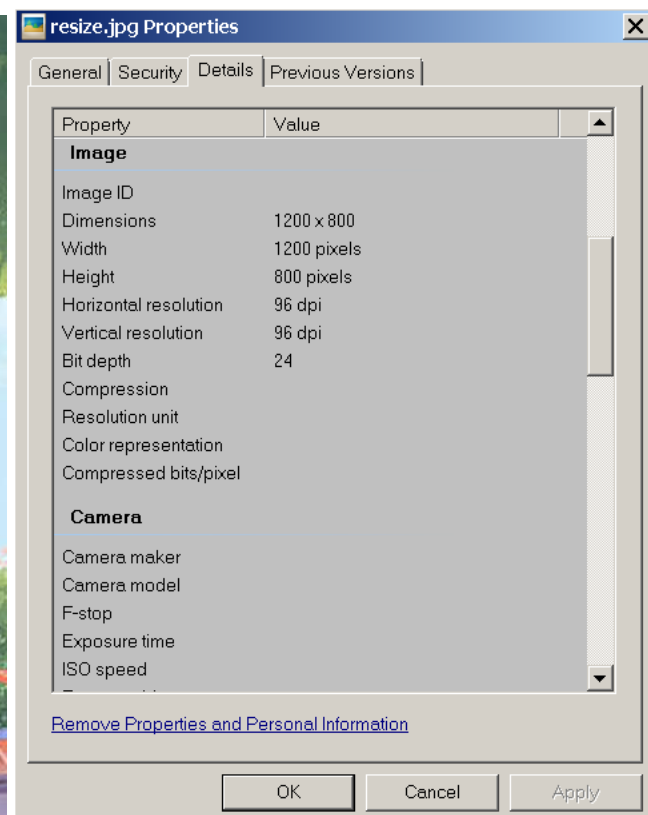 resize.jpg Properties
General Security Details Previous Versions
Property Value
Image
Image ID
Dimensions 1200 x 800
Width 1200 pixels
Height 800 pixels
Horizontal resolution 96 dpi
Vertical resolution 96 dpi
Bit depth 24
Compression
Resolution unit
Color representation
Compressed bits/pixel
Camera
Camera maker
Camera model
F-stop
Exposure time
ISO speed
Remove Properties and Personal Information
OK Cancel Apply